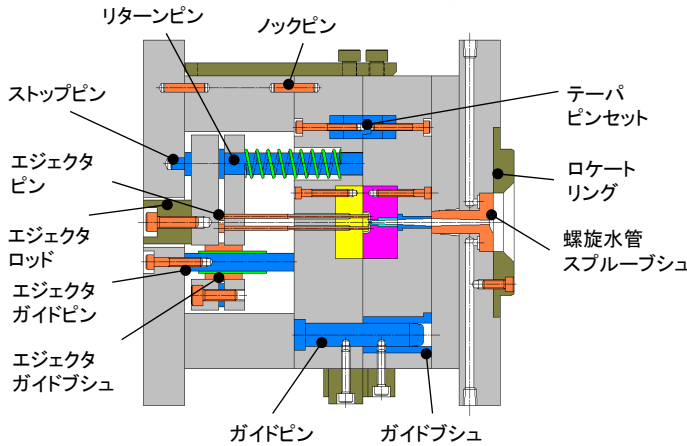 リターンピン
ノックピン
ストップピン
テーパ
ピンセット
エジェクタ
ピン
ロケート
リング
エジェクタ
ロッド
螺旋水管
スプルーブシュ
エジェクタ
ガイドピン
エジェクタ
ガイドブシュ
ガイドピン
ガイドブシュ